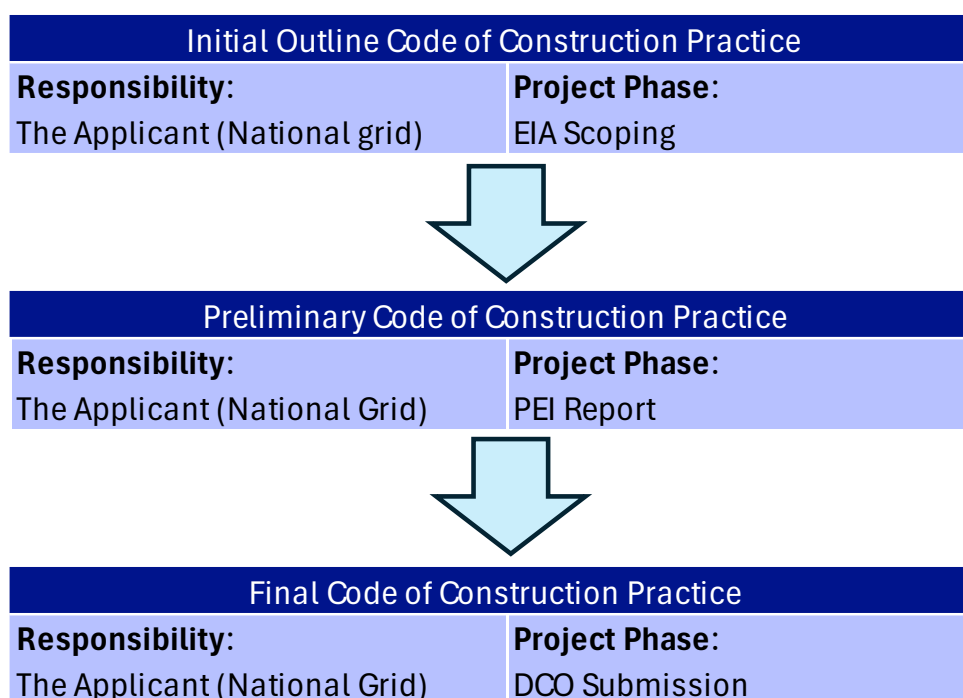 Initial Outline Code of Construction Practice
Responsibility:
The Applicant (National grid)
Project Phase:
EIA Scoping
Preliminary Code of Construction Practice
Responsibility:
The Applicant (National Grid)
Project Phase:
PEI Report
Final Code of Construction Practice
Responsibility:
The Applicant (National Grid)
Project Phase:
DCO Submission